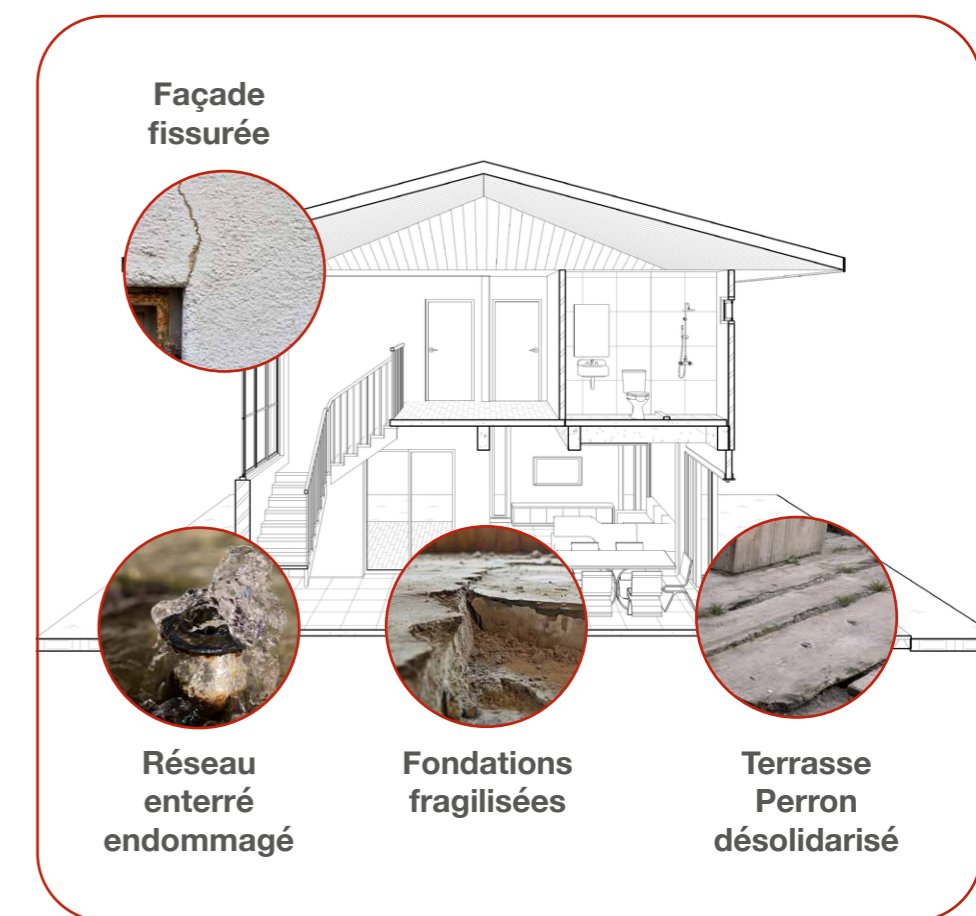 Façade
fissurée
Réseau
enterré
endommagé
Fondations
fragilisées
Terrasse
Perron
désolidarisé